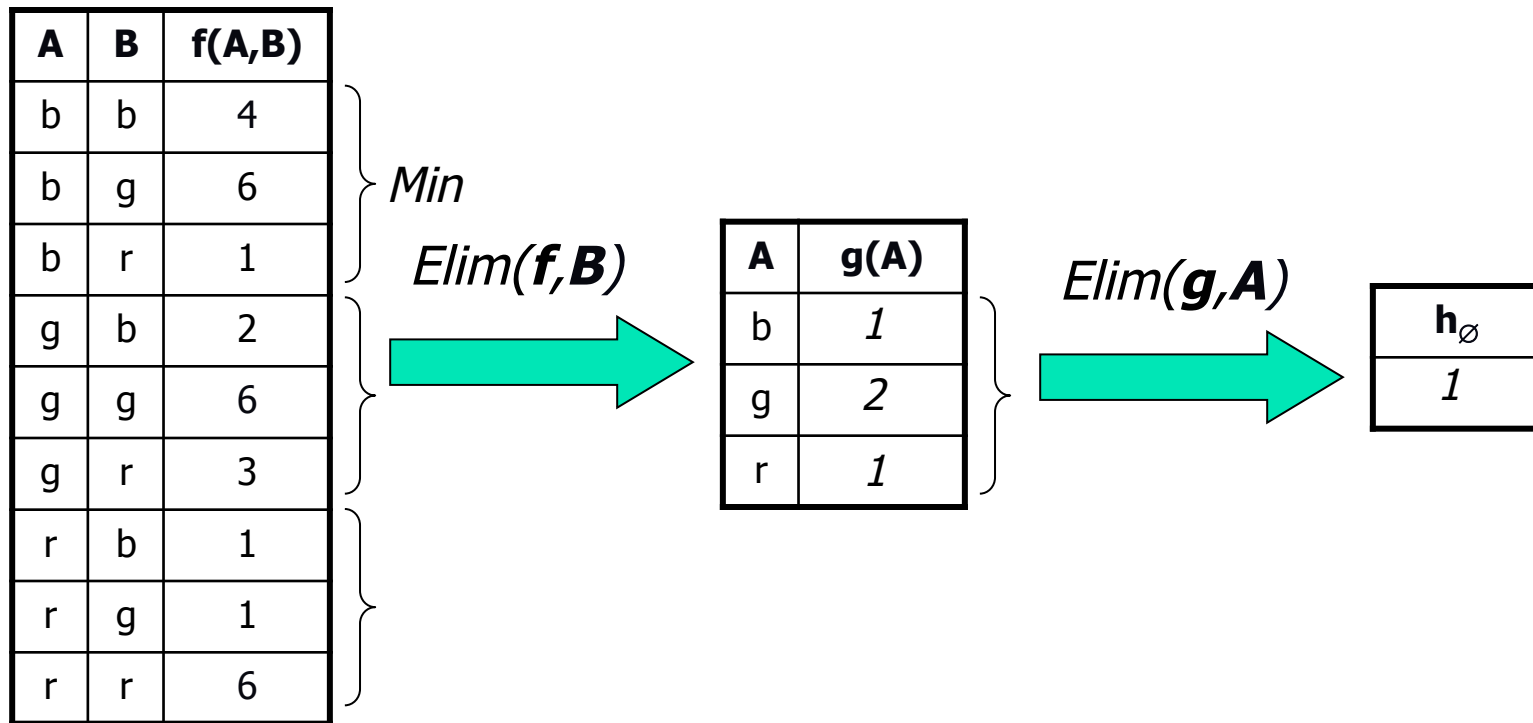 A B f(A,B)
b b 4
b g 6
b r 1
g b 2
g g 6
g r 3
r b 1
r g 1
r r 6
Min
Elim(f,B)
A g(A)
b 1
g 2
r 1
Elim(g,A)
h∅
1